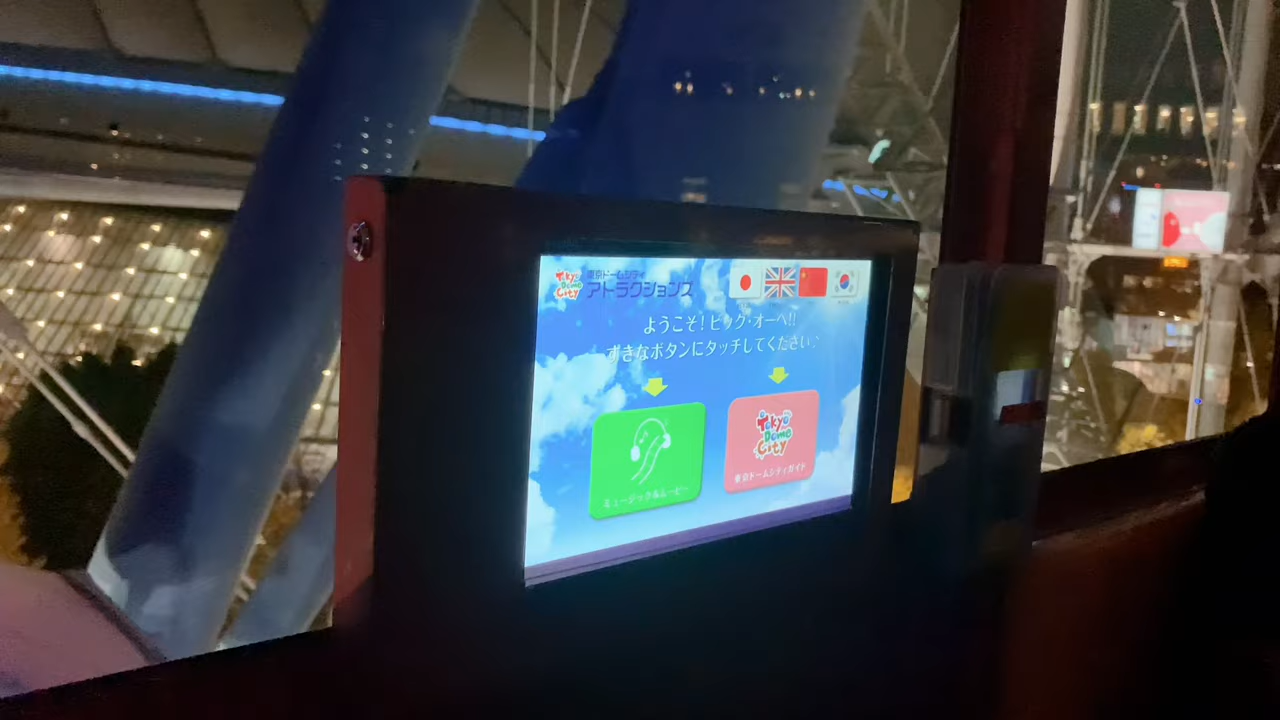 Tokyo
Dome
City
東京ドームシティ
アトラクションズ
ようこそ!ビッグ・オーへ!!
すきなボタンにタッチしてください♪
ミュージック&ムービー
Tokyo
Dome
City
東京ドームシティガイド